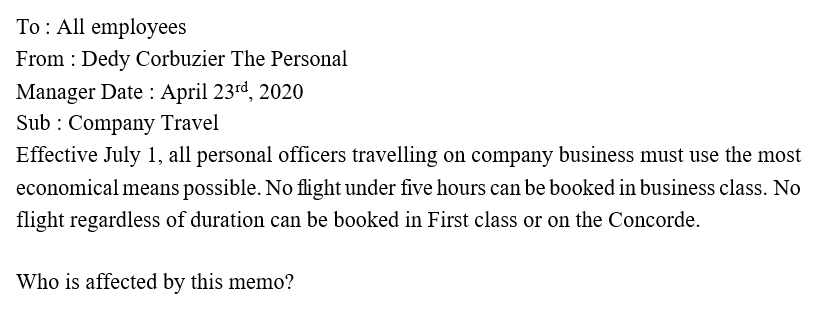 To : All employees
From : Dedy Corbuzier The Personal
Manager Date : April 23rd, 2020
Sub : Company Travel
Effective July 1, all personal officers travelling on company business must use the most
economical means possible. No flight under five hours can be booked in business class. No
flight regardless of duration can be booked in First class or on the Concorde.
Who is affected by this memo?